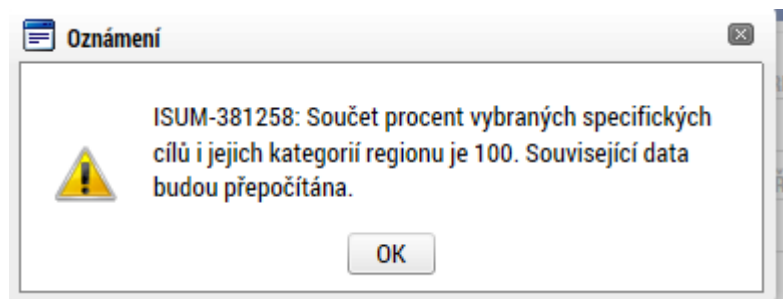 Oznámení
ISUM-381258: Součet procent vybraných specifických
cílů i jejich kategorií regionu je 100. Související data
budou přepočítána.
OK